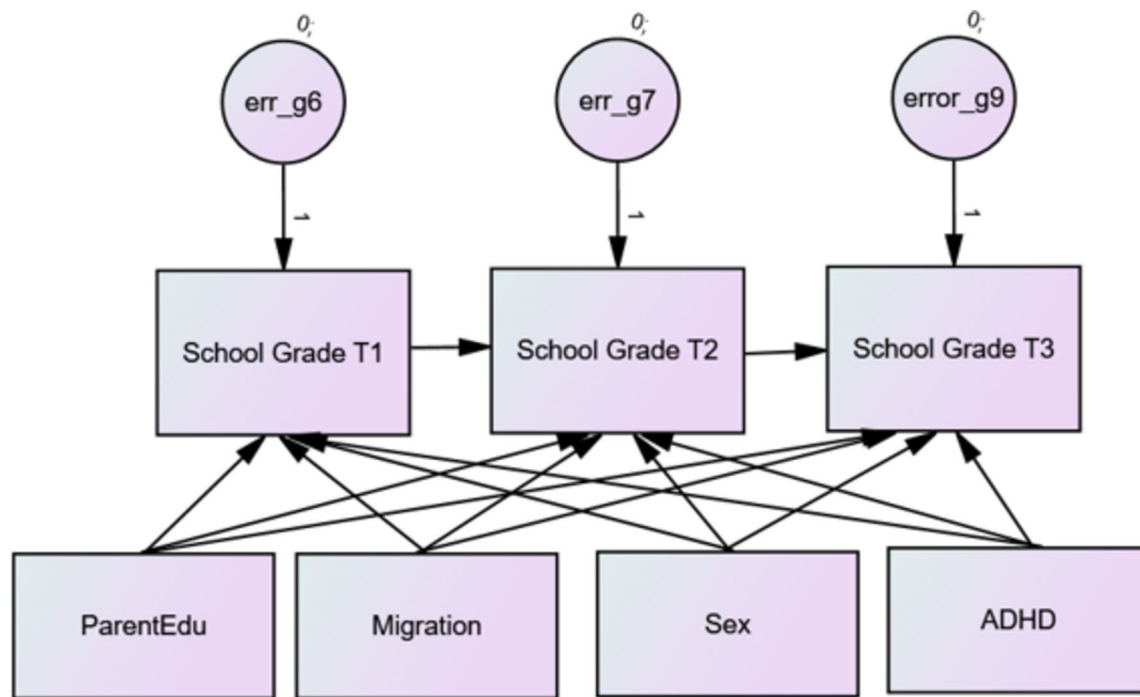 0;
0;
0;
err_g6
err_g7
error_g9
1
1
1
School Grade T1
School Grade T2
School Grade T3
ParentEdu
Migration
Sex
ADHD